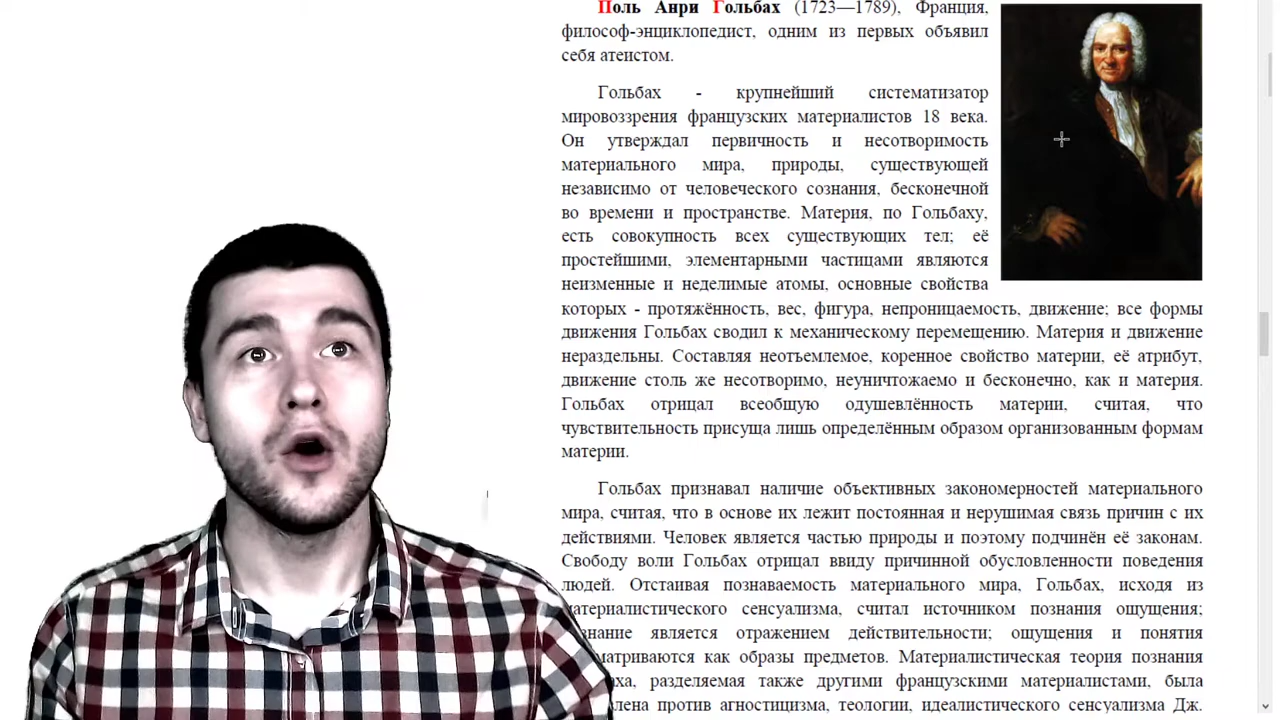 Поль Анри Гольбах (1723—1789), Франция,
философ-энциклопедист, одним из первых объявил
себя атеистом.
Гольбах - крупнейший систематизатор
мировоззрения французских материалистов 18 века.
Он утверждал первичность и несотворимость
материального мира, природы, существующей
независимо от человеческого сознания, бесконечной
во времени и пространстве. Материя, по Гольбаху,
есть совокупность всех существующих тел; её
простейшими, элементарными частицами являются
неизменные и неделимые атомы, основные свойства
которых - протяжённость, вес, фигура, непроницаемость, движение; все формы
движения Гольбах сводил к механическому перемещению. Материя и движение
нераздельны. Составляя неотъемлемое, коренное свойство материи, её атрибут,
движение столь же несотворимо, неуничтожаемо и бесконечно, как и материя.
Гольбах отрицал всеобщую одушевлённость материи, считая, что
чувствительность присуща лишь определённым образом организованным формам
материи.
Гольбах признавал наличие объективных закономерностей материального
мира, считая, что в основе их лежит постоянная и нерушимая связь причин с их
действиями. Человек является частью природы и поэтому подчинён её законам.
Свободу воли Гольбах отрицал ввиду причинной обусловленности поведения
людей. Отстаивая познаваемость материального мира, Гольбах, исходя из
материалистического сенсуализма, считал источником познания ощущения;
является отражением действительности; ощущения и понятия
как образы предметов. Материалистическая теория познания
разделяемая также другими французскими материалистами, была
против агностицизма, теологии, идеалистического сенсуализма Дж.